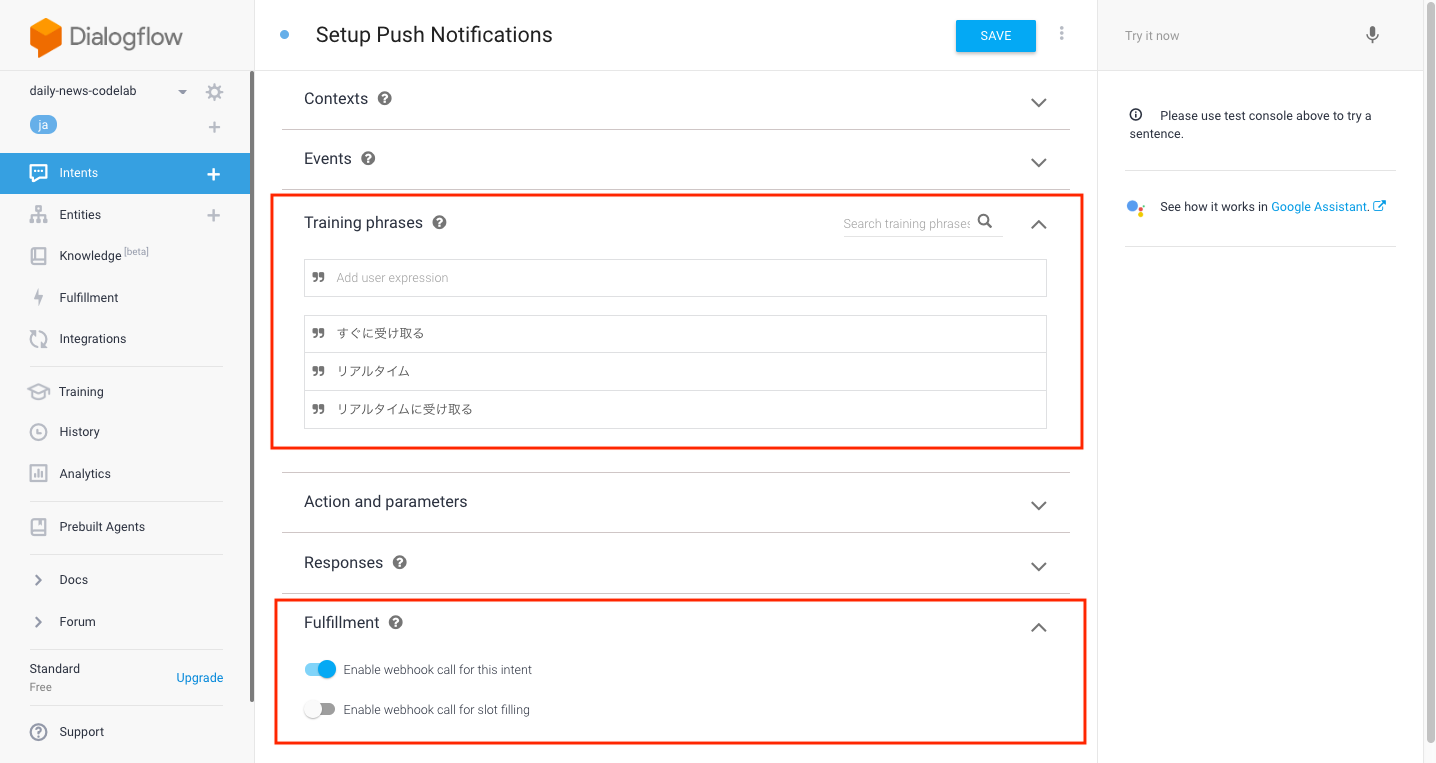 Dialogflow
daily-news-codelab
ja
Intents
Entities
Knowledge [beta]
Fulfillment
Integrations
Training
History
Analytics
Prebuilt Agents
Docs
Forum
Standard
Free
Upgrade
Support
Setup Push Notifications
SAVE
Contexts
Events
Training phrases
Search training phrases
Add user expression
すぐに受け取る
リアルタイム
リアルタイムに受け取る
Action and parameters
Responses
Fulfillment
Enable webhook call for this intent
Enable webhook call for slot filling
Try it now
Please use test console above to try a
sentence.
See how it works in Google Assistant.